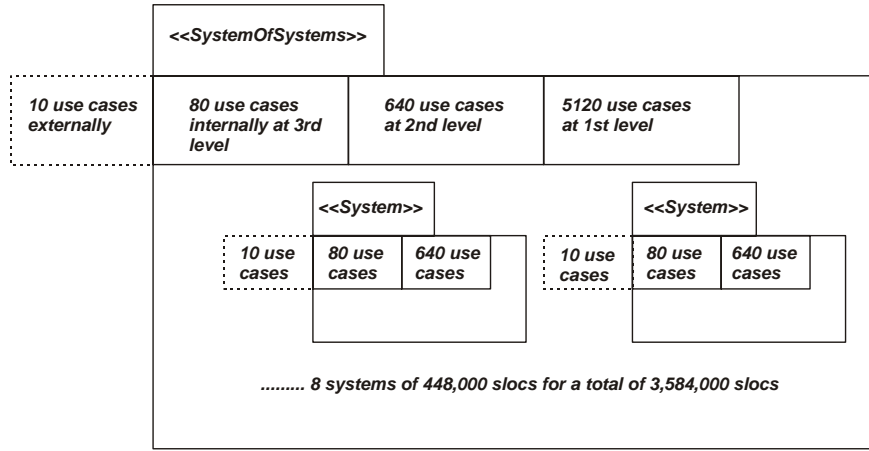 <<SystemOfSystems>>
10 use cases
externally
80 use cases
internally at 3rd
level
640 use cases
at 2nd level
5120 use cases
at 1st level
<<System>>
10 use
cases
80 use
cases
640 use
cases
<<System>>
10 use
cases
80 use
cases
640 use
cases
......... 8 systems of 448,000 slocs for a total of 3,584,000 slocs